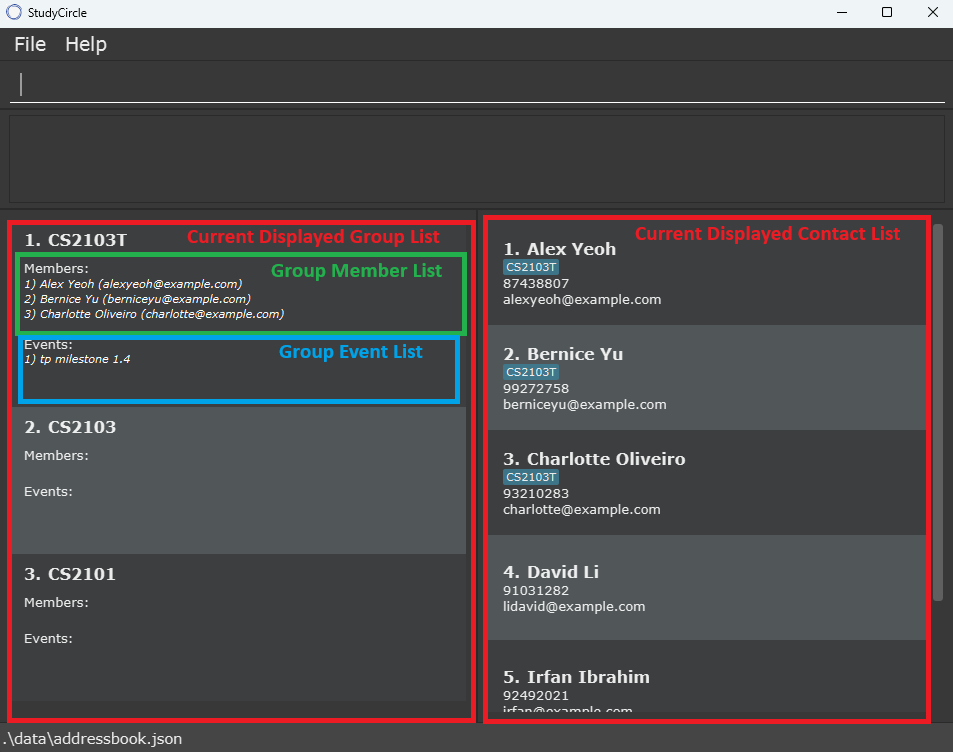 StudyCircle
File Help
1. CS2103T
Current Displayed Group List
Members:
Group Member List
1) Alex Yeoh (alexyeoh@example.com)
2) Bernice Yu (berniceyu@example.com)
3) Charlotte Oliveiro (charlotte@example.com)
Events:
Group Event List
1) tp milestone 1.4
2. CS2103
Members:
Events:
3. CS2101
Members:
Events:
Current Displayed Contact List
1. Alex Yeoh
CS2103T
87438807
alexyeoh@example.com
2. Bernice Yu
CS2103T
99272758
berniceyu@example.com
3. Charlotte Oliveiro
CS2103T
93210283
charlotte@example.com
4. David Li
91031282
lidavid@example.com
5. Irfan Ibrahim
92492021
irfan@example.com
.\data\addressbook.json